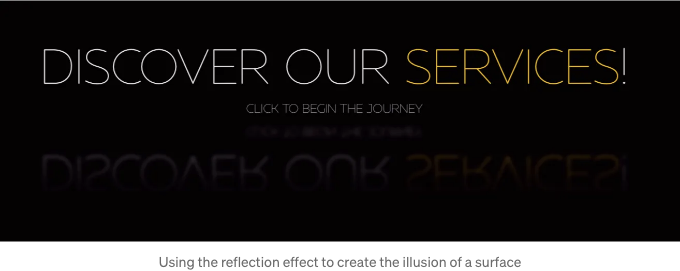 DISCOVER OUR SERVICES!
CLICK TO BEGIN THE JOURNEY
Using the reflection effect to create the illusion of a surface